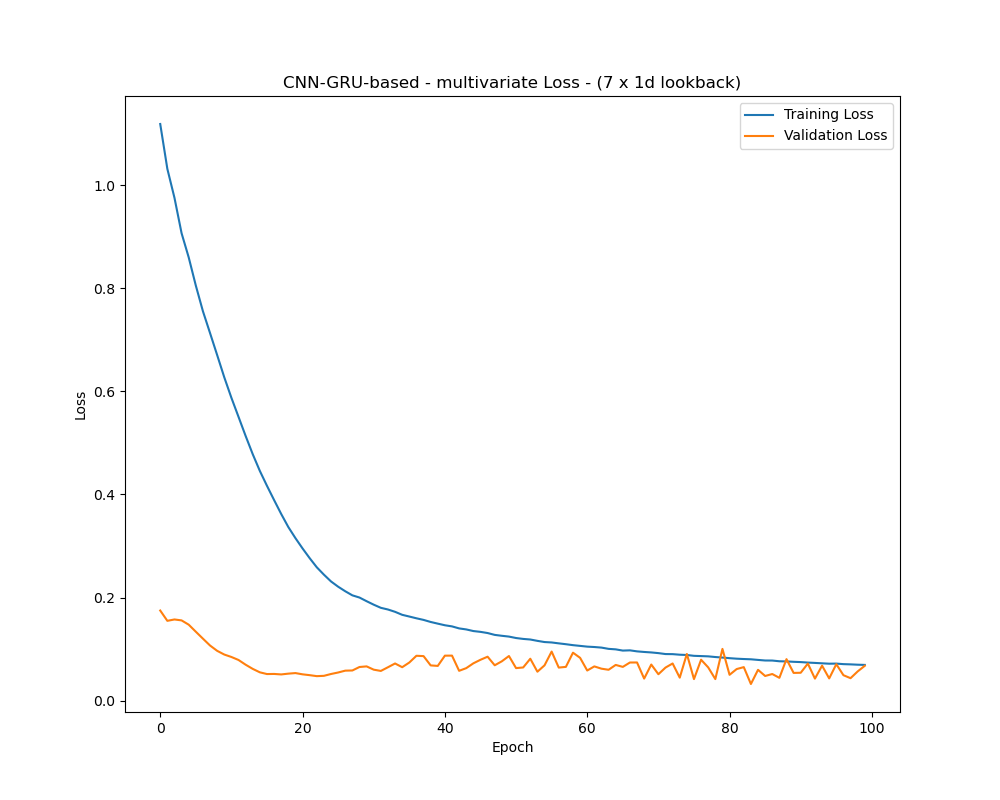 CNN-GRU-based - multivariate Loss - (7 x 1d lookback)
Training Loss
Validation Loss
1.0
0.8
0.6
0.4
0.2
0.0
Loss
0 20 40 60 80 100
Epoch